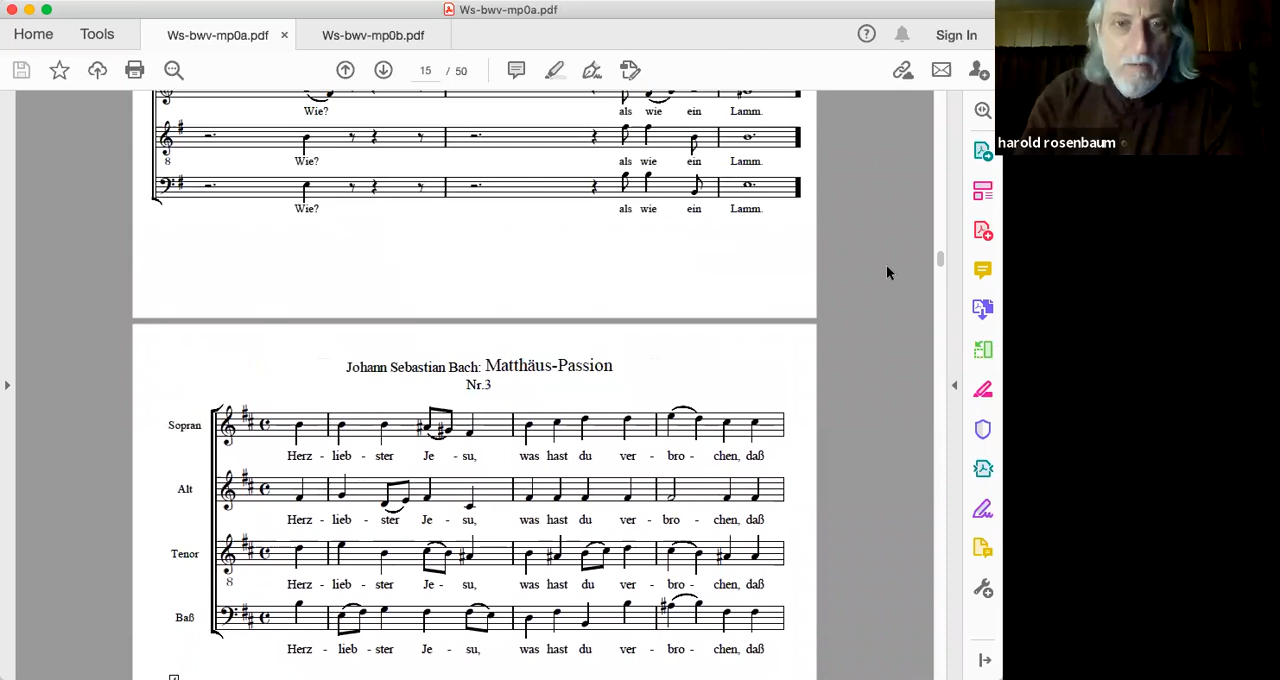 Ws-bwv-mp0a.pdf
Home Tools Ws-bwv-mp0a.pdf × Ws-bwv-mp0b.pdf Sign In
15 / 50
harold rosenbaum
Wie? als wie ein Lamm.
8
Wie? als wie ein Lamm.
Wie? als wie ein Lamm.
Johann Sebastian Bach: Matthäus-Passion
Nr.3
Sopran
Herz - lieb - ster Je - su, was hast du ver - bro - chen, daß
Alt
Herz - lieb - ster Je - su, was hast du ver - bro - chen, daß
Tenor
8
Herz - lieb - ster Je - su, was hast du ver - bro - chen, daß
Baß
Herz - lieb - ster Je - su, was hast du ver - bro - chen, daß